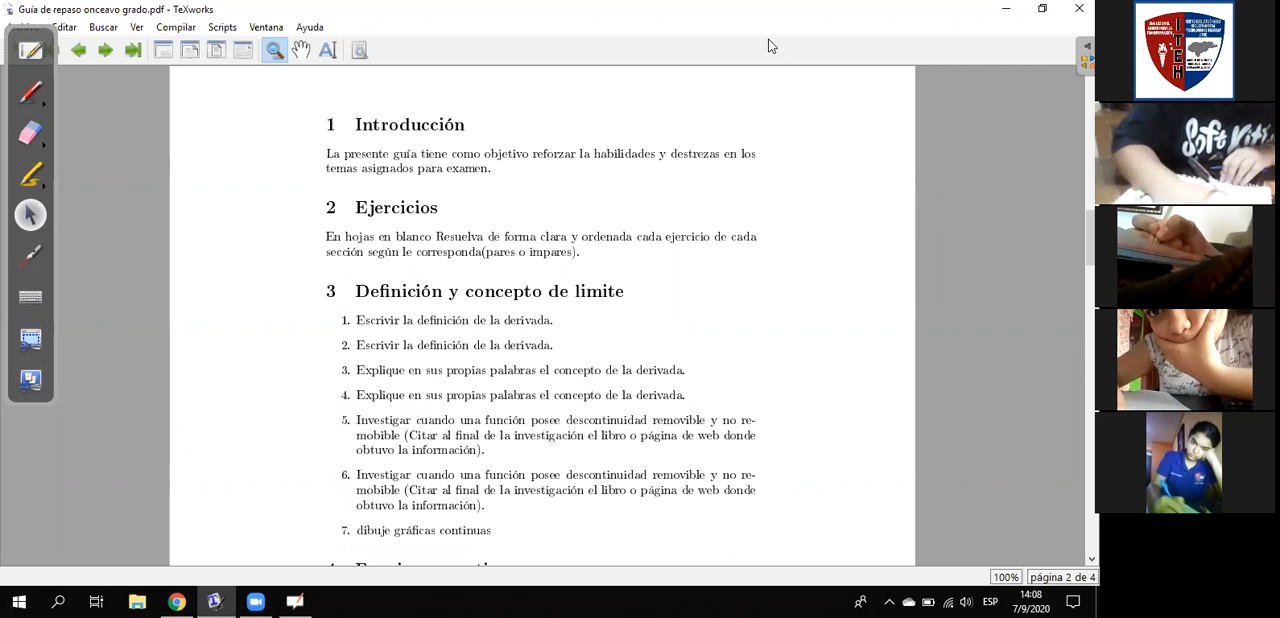 Guía de repaso onceavo grado.pdf - TeXworks
Editar Buscar Ver Compilar Scripts Ventana Ayuda
1 Introducción
La presente guía tiene como objetivo reforzar la habilidades y destrezas en los
temas asignados para examen.
2 Ejercicios
En hojas en blanco Resuelva de forma clara y ordenada cada ejercicio de cada
sección según le corresponda(pares o impares).
3 Definición y concepto de limite
1. Escrivir la definición de la derivada.
2. Escrivir la definición de la derivada.
3. Explique en sus propias palabras el concepto de la derivada.
4. Explique en sus propias palabras el concepto de la derivada.
5. Investigar cuando una función posee descontinuidad removible y no re-
mobible (Citar al final de la investigación el libro o página de web donde
obtuvo la información).
6. Investigar cuando una función posee descontinuidad removible y no re-
mobible (Citar al final de la investigación el libro o página de web donde
obtuvo la información).
7. dibuje gráficas continuas
100% página 2 de 4
ESP
14:08
7/9/2020
ITEH
Soft